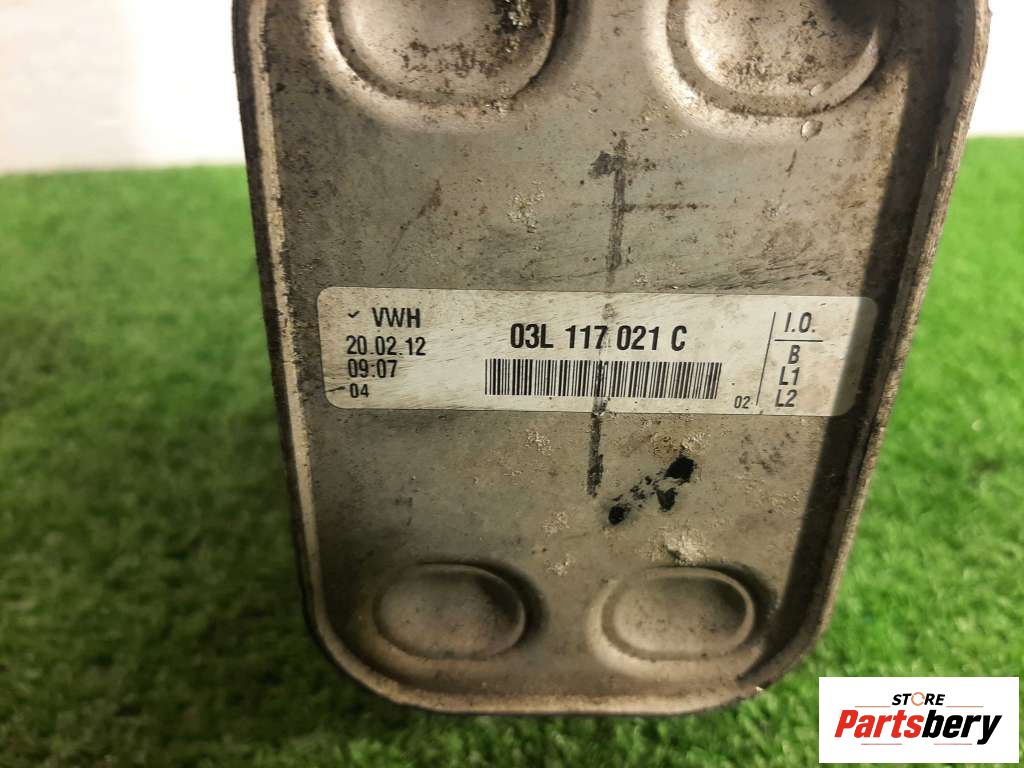 ✓ VWH
20.02.12
09:07
04
03L 117 021 C
02
I.O.
B
L1
L2
STORE
Partsbery